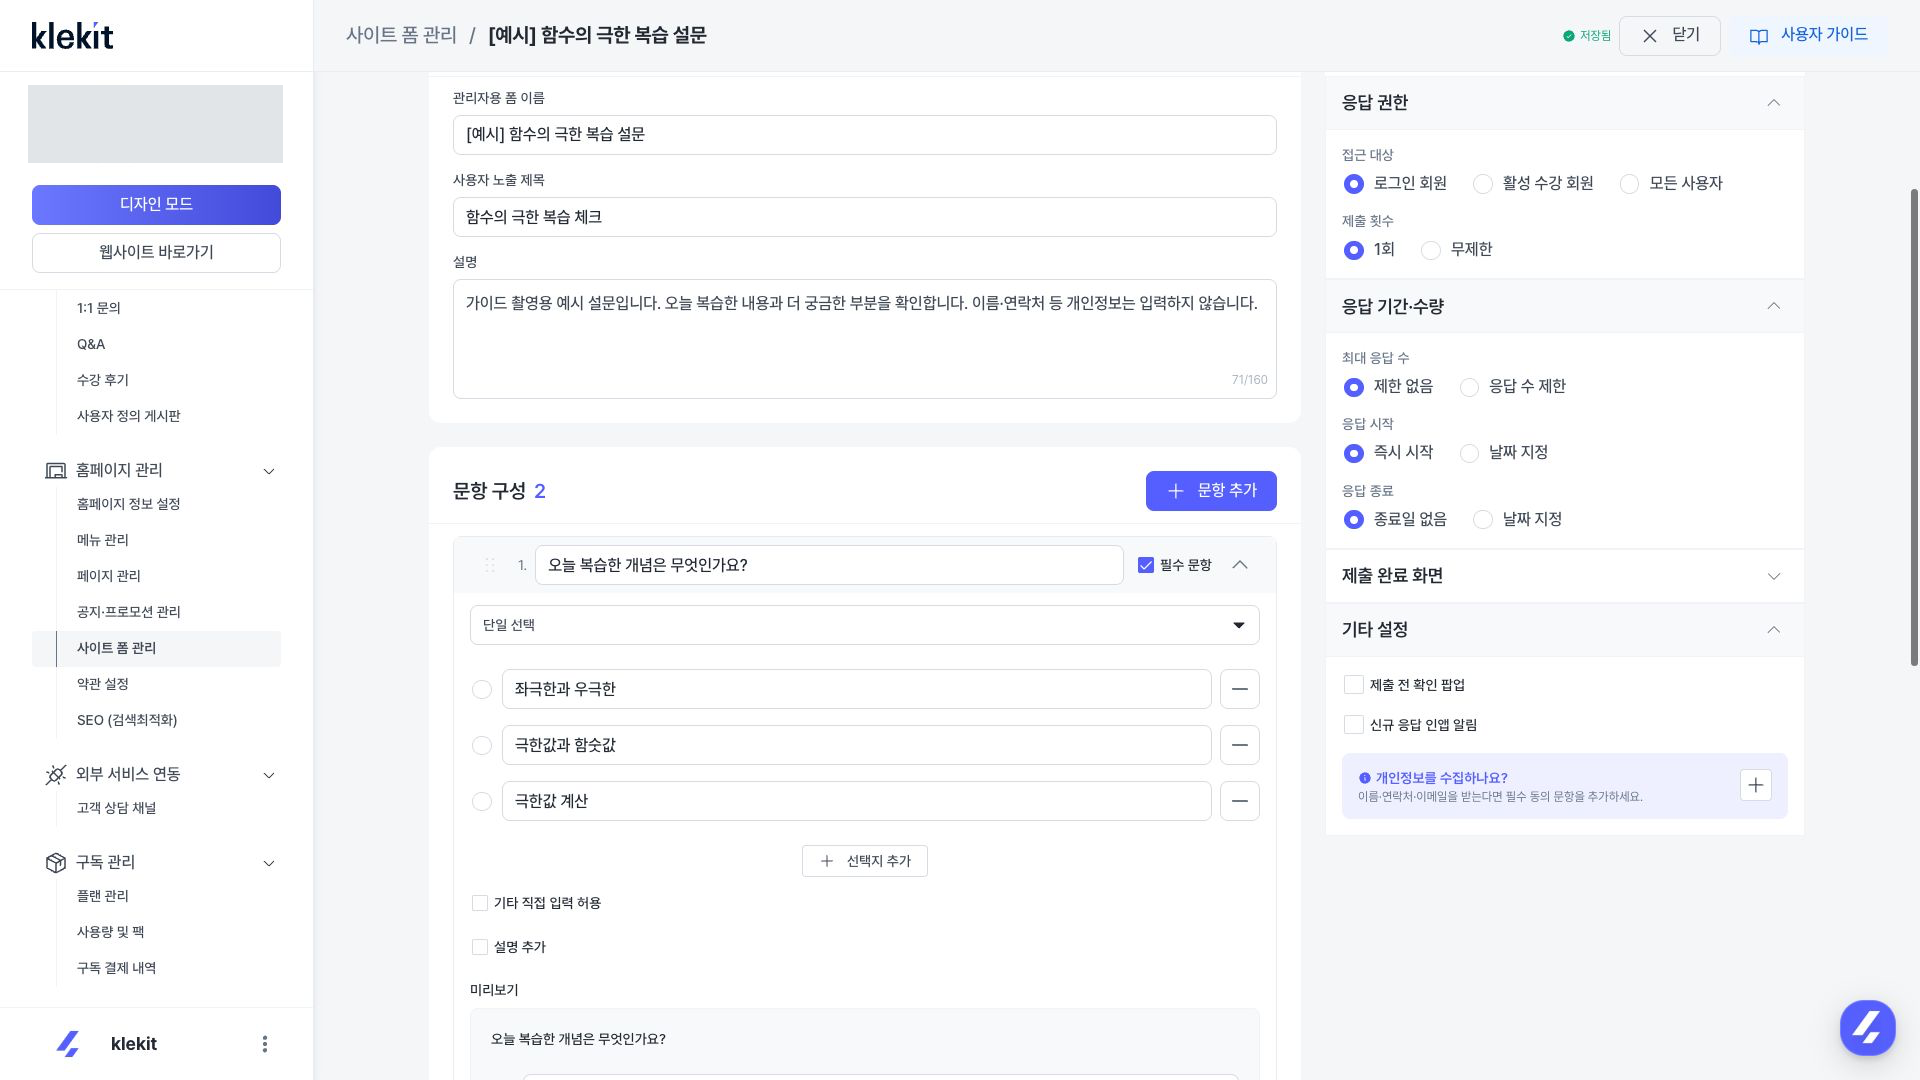 klekit
사이트 폼 관리 / [예시] 함수의 극한 복습 설문
저장됨
닫기
사용자 가이드
디자인 모드
웹사이트 바로가기
1:1 문의
Q&A
수강 후기
사용자 정의 게시판
홈페이지 관리
홈페이지 정보 설정
메뉴 관리
페이지 관리
공지·프로모션 관리
사이트 폼 관리
약관 설정
SEO (검색최적화)
외부 서비스 연동
고객 상담 채널
구독 관리
플랜 관리
사용량 및 팩
구독 결제 내역
klekit
관리자용 폼 이름
[예시] 함수의 극한 복습 설문
사용자 노출 제목
함수의 극한 복습 체크
설명
가이드 촬영용 예시 설문입니다. 오늘 복습한 내용과 더 궁금한 부분을 확인합니다. 이름·연락처 등 개인정보는 입력하지 않습니다.
71/160
문항 구성 2
문항 추가
1. 오늘 복습한 개념은 무엇인가요?
필수 문항
단일 선택
좌극한과 우극한
극한값과 함숫값
극한값 계산
선택지 추가
기타 직접 입력 허용
설명 추가
미리보기
오늘 복습한 개념은 무엇인가요?
응답 권한
접근 대상
로그인 회원 활성 수강 회원 모든 사용자
제출 횟수
1회 무제한
응답 기간·수량
최대 응답 수
제한 없음 응답 수 제한
응답 시작
즉시 시작 날짜 지정
응답 종료
종료일 없음 날짜 지정
제출 완료 화면
기타 설정
제출 전 확인 팝업
신규 응답 인앱 알림
개인정보를 수집하나요?
이름·연락처·이메일을 받는다면 필수 동의 문항을 추가하세요.